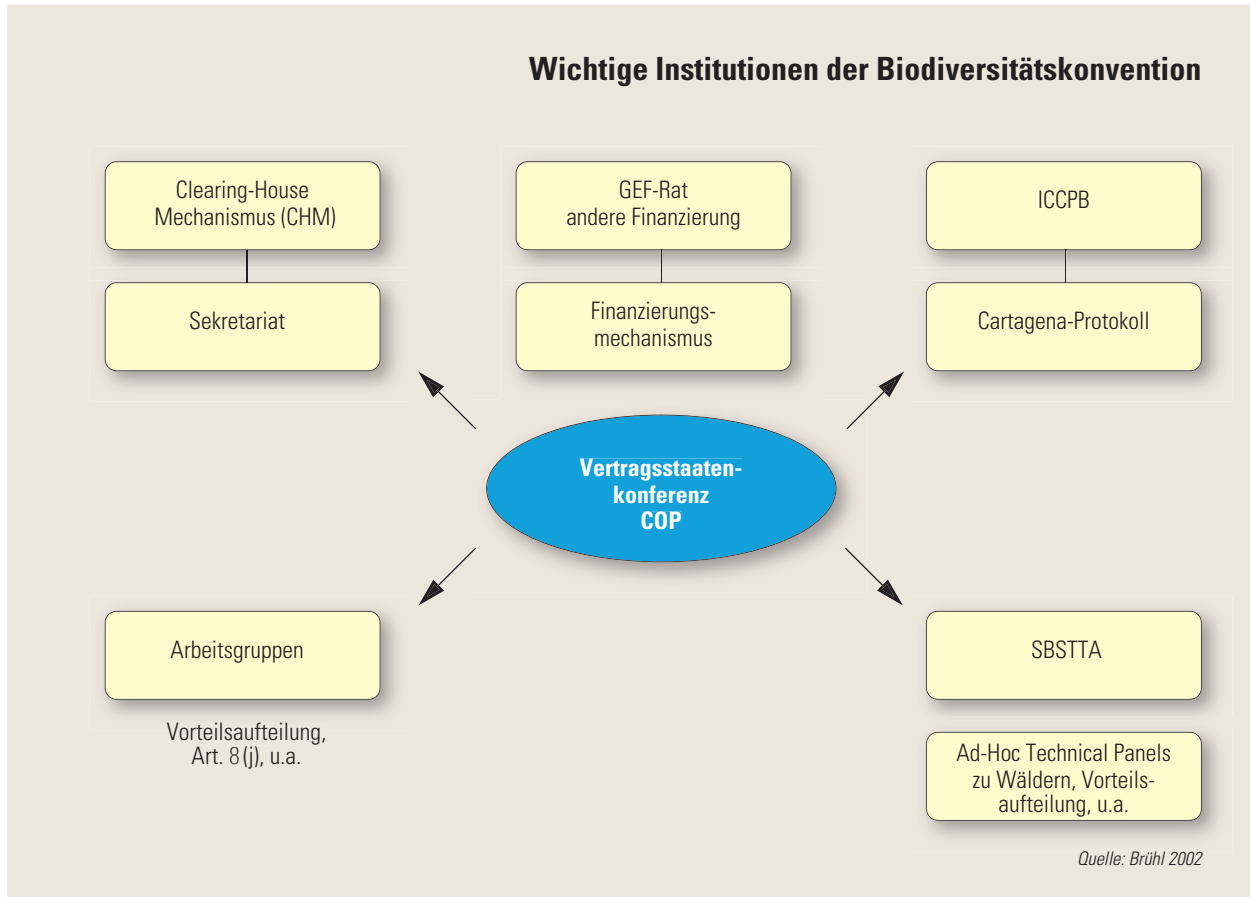 Wichtige Institutionen der Biodiversitätskonvention
Clearing-House
Mechanismus (CHM)
GEF-Rat
andere Finanzierung
ICCPB
Sekretariat
Finanzierungs-
mechanismus
Cartagena-Protokoll
Vertragsstaaten-
konferenz
COP
Arbeitsgruppen
Vorteilsaufteilung,
Art. 8(j), u.a.
SBSTTA
Ad-Hoc Technical Panels
zu Wäldern, Vorteils-
aufteilung, u.a.
Quelle: Brühl 2002